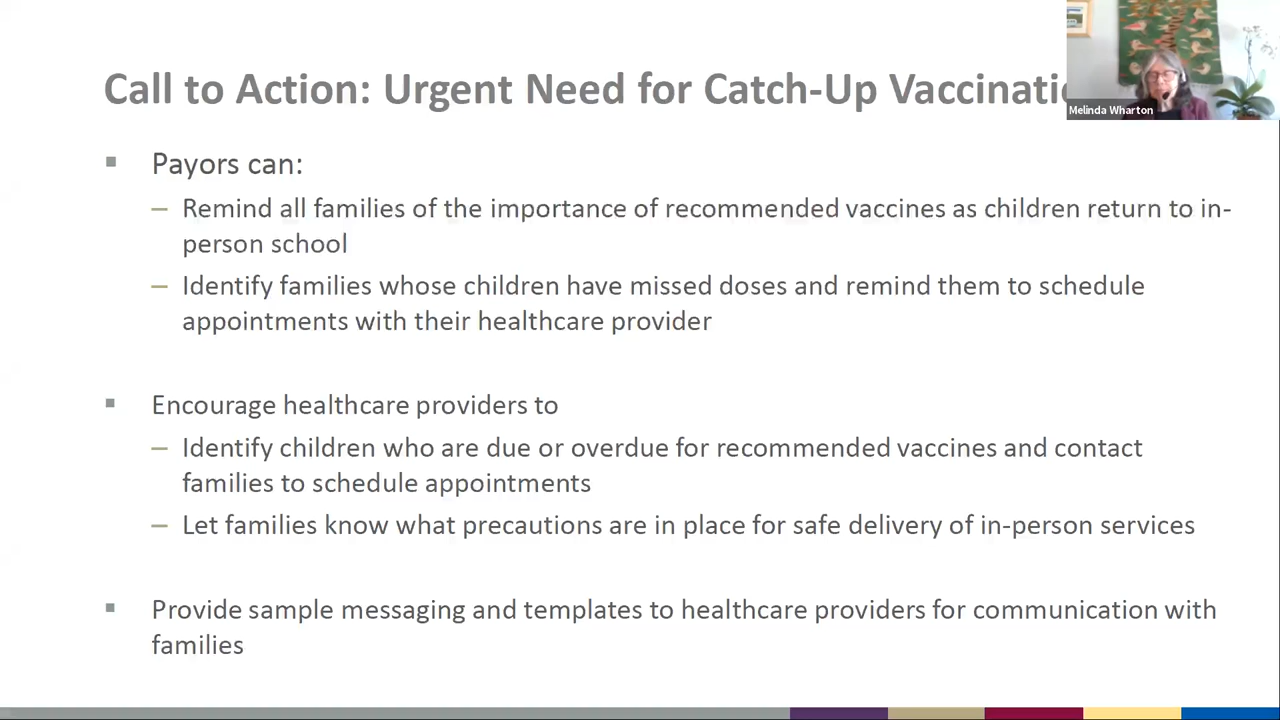 Call to Action: Urgent Need for Catch-Up
Melinda Wharton
▪ Payors can:
– Remind all families of the importance of recommended vaccines as children return to in-
person school
– Identify families whose children have missed doses and remind them to schedule
appointments with their healthcare provider
▪ Encourage healthcare providers to
– Identify children who are due or overdue for recommended vaccines and contact
families to schedule appointments
– Let families know what precautions are in place for safe delivery of in-person services
▪ Provide sample messaging and templates to healthcare providers for communication with
families